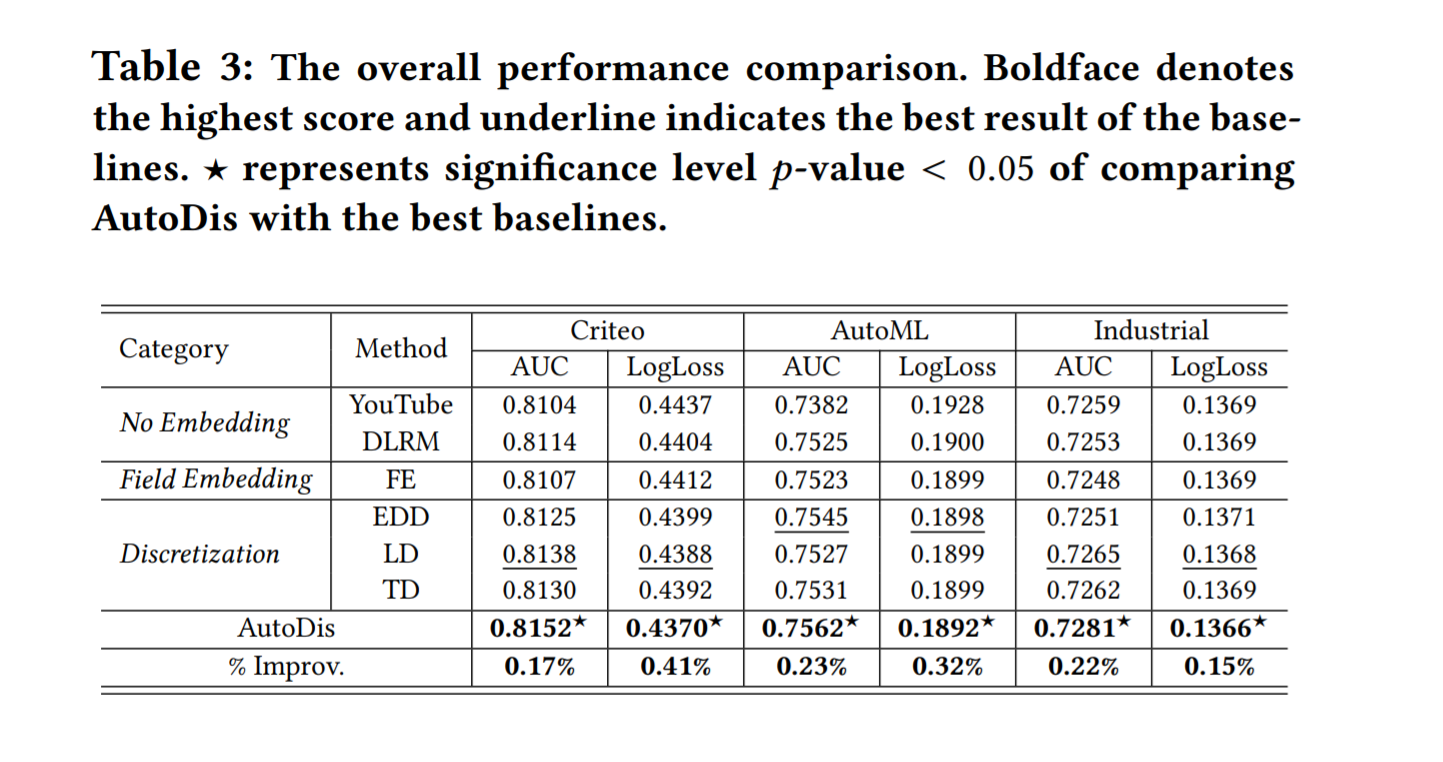 Table 3: The overall performance comparison. Boldface denotes
the highest score and underline indicates the best result of the base-
lines. ★ represents significance level p-value < 0.05 of comparing
AutoDis with the best baselines.
Category Method Criteo AutoML Industrial
AUC LogLoss AUC LogLoss AUC LogLoss
No Embedding YouTube 0.8104 0.4437 0.7382 0.1928 0.7259 0.1369
DLRM 0.8114 0.4404 0.7525 0.1900 0.7253 0.1369
Field Embedding FE 0.8107 0.4412 0.7523 0.1899 0.7248 0.1369
EDD 0.8125 0.4399 0.7545 0.1898 0.7251 0.1371
Discretization LD 0.8138 0.4388 0.7527 0.1899 0.7265 0.1368
TD 0.8130 0.4392 0.7531 0.1899 0.7262 0.1369
AutoDis 0.8152★ 0.4370★ 0.7562★ 0.1892★ 0.7281★ 0.1366★
% Improv. 0.17% 0.41% 0.23% 0.32% 0.22% 0.15%